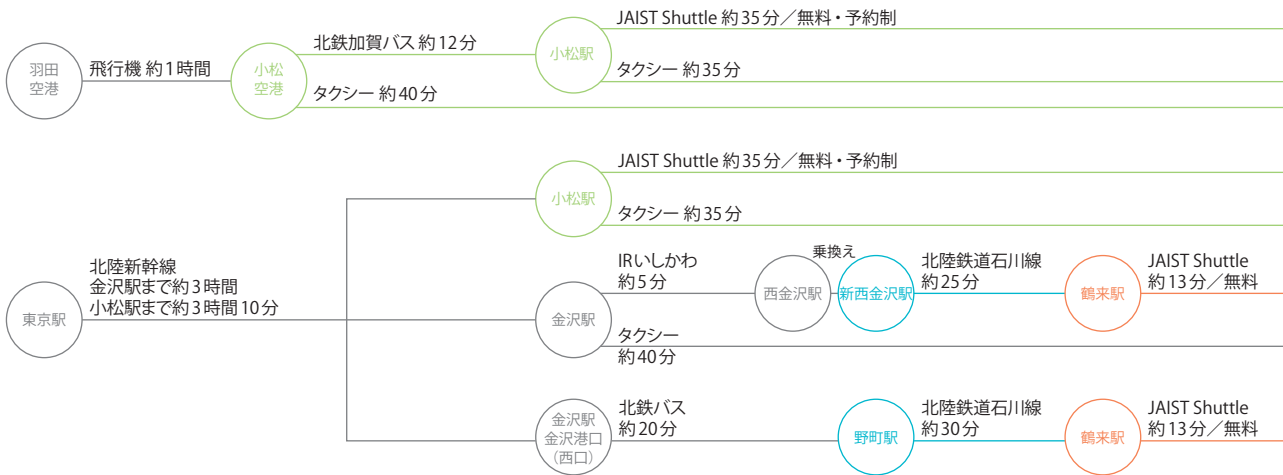 羽田
空港
飛行機 約1時間
小松
空港
北鉄加賀バス 約12分
小松駅
JAIST Shuttle 約35分／無料・予約制
タクシー 約35分
タクシー 約40分
東京駅
北陸新幹線
金沢駅まで約3時間
小松駅まで約3時間10分
小松駅
JAIST Shuttle 約35分／無料・予約制
タクシー 約35分
金沢駅
IRいしかわ
約5分
西金沢駅
乗換え
新西金沢駅
北陸鉄道石川線
約25分
鶴来駅
JAIST Shuttle
約13分／無料
タクシー
約40分
金沢駅
金沢港口
（西口）
北鉄バス
約20分
野町駅
北陸鉄道石川線
約30分
鶴来駅
JAIST Shuttle
約13分／無料